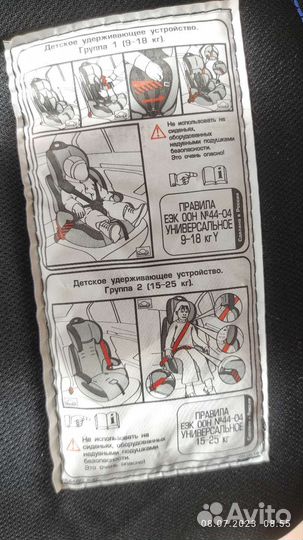 Детское удерживающее устройство.
Группа 1 (9-18 кг).
Не использовать на
сиденьях,
оборудованных
надувными подушками
безопасности.
Это очень опасно!
ПРАВИЛА
ЕЭК ООН №44-04
УНИВЕРСАЛЬНОЕ
9-18 кг Y
Детское удерживающее устройство.
Группа 2 (15-25 кг).
ПРАВИЛА
ЕЭК ООН №44-04
УНИВЕРСАЛЬНОЕ
15-25 кг
Не использовать на
сиденьях, оборудованных
надувными подушками
безопасности.
Это очень опасно!
08.07.2023 08:55
Avito